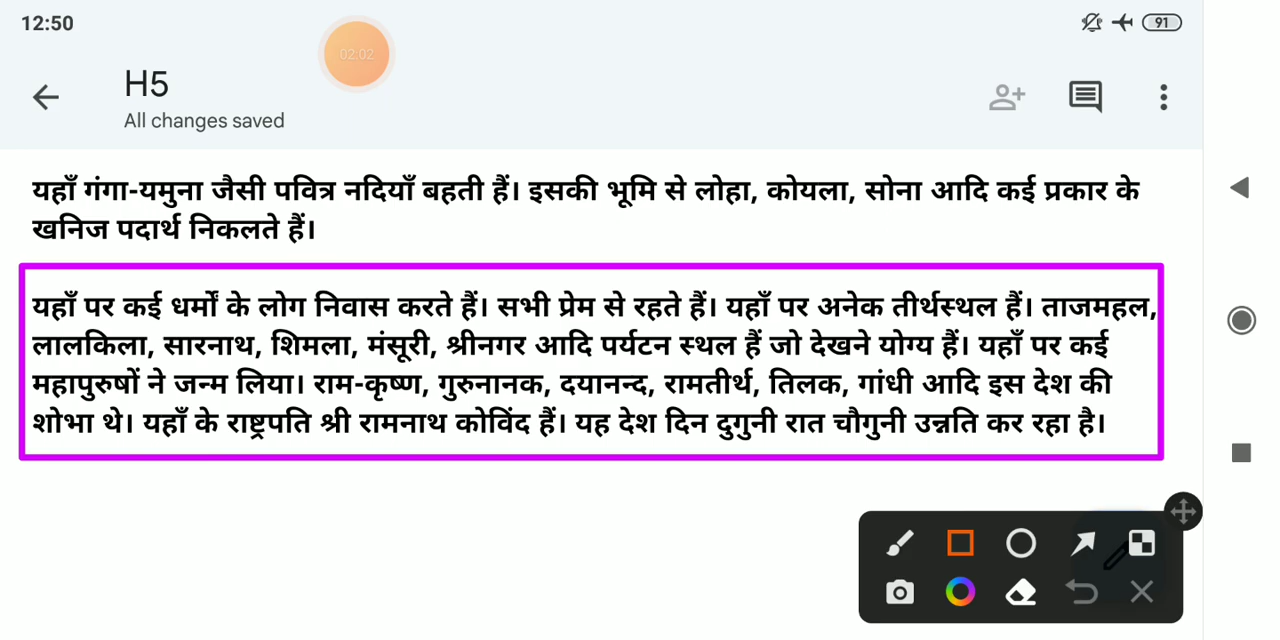 12:50
02:02
91
H5
All changes saved
यहाँ गंगा-यमुना जैसी पवित्र नदियाँ बहती हैं। इसकी भूमि से लोहा, कोयला, सोना आदि कई प्रकार के
खनिज पदार्थ निकलते हैं।
यहाँ पर कई धर्मों के लोग निवास करते हैं। सभी प्रेम से रहते हैं। यहाँ पर अनेक तीर्थस्थल हैं। ताजमहल,
लालकिला, सारनाथ, शिमला, मंसूरी, श्रीनगर आदि पर्यटन स्थल हैं जो देखने योग्य हैं। यहाँ पर कई
महापुरुषों ने जन्म लिया। राम-कृष्ण, गुरुनानक, दयानन्द, रामतीर्थ, तिलक, गांधी आदि इस देश की
शोभा थे। यहाँ के राष्ट्रपति श्री रामनाथ कोविंद हैं। यह देश दिन दुगुनी रात चौगुनी उन्नति कर रहा है।